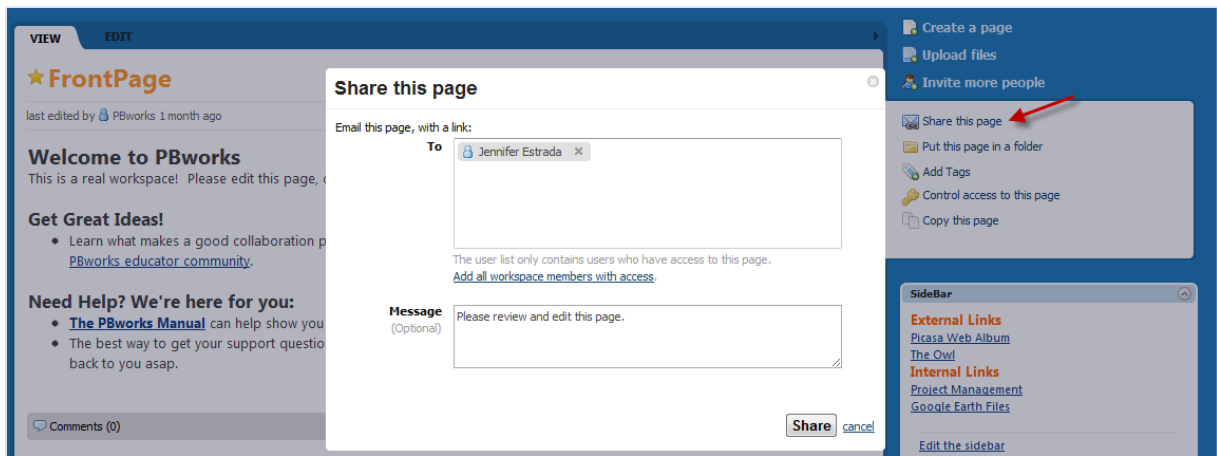 VIEW EDIT
FrontPage
last edited by PBworks 1 month ago
Welcome to PBworks
This is a real workspace! Please edit this page,
Get Great Ideas!
Learn what makes a good collaboration
PBworks educator community.
Need Help? We're here for you:
The PBworks Manual can help show you
The best way to get your support questio
back to you asap.
Comments (0)
Share this page
Email this page, with a link:
To
Jennifer Estrada
The user list only contains users who have access to this page.
Add all workspace members with access.
Message
(Optional)
Please review and edit this page.
Share cancel
Create a page
Upload files
Invite more people
Share this page
Put this page in a folder
Add Tags
Control access to this page
Copy this page
SideBar
External Links
Picasa Web Album
The Owl
Internal Links
Project Management
Google Earth Files
Edit the sidebar